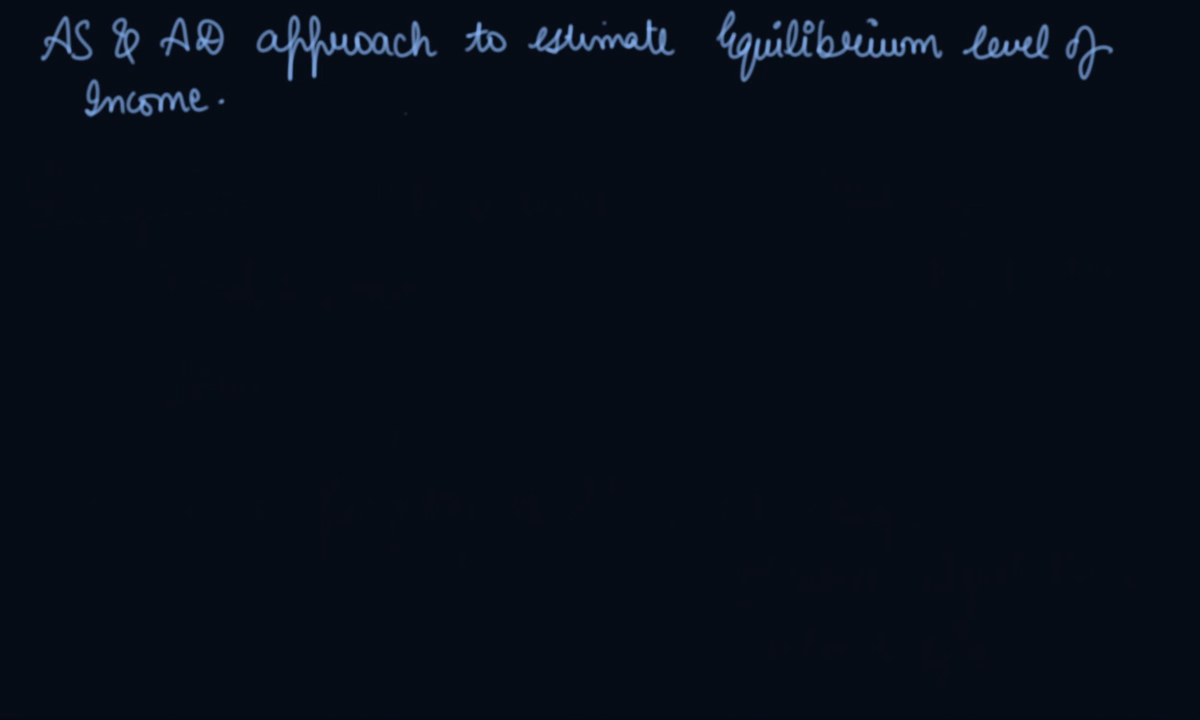 AS & AD approach to estimate Equilibrium level of
Income.